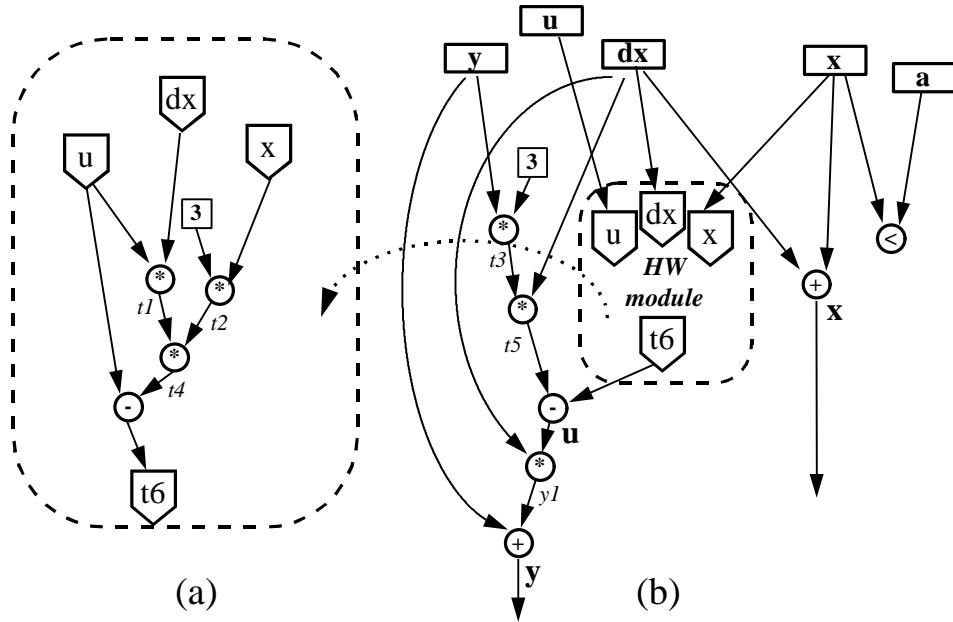 dx
u
x
3
*
*
t1
t2
*
t4
-
t6
(a)
u
y
dx
x
a
3
*
t3
u
dx
x
HW
module
<
+
x
*
t5
t6
-
u
*
y1
+
y
(b)